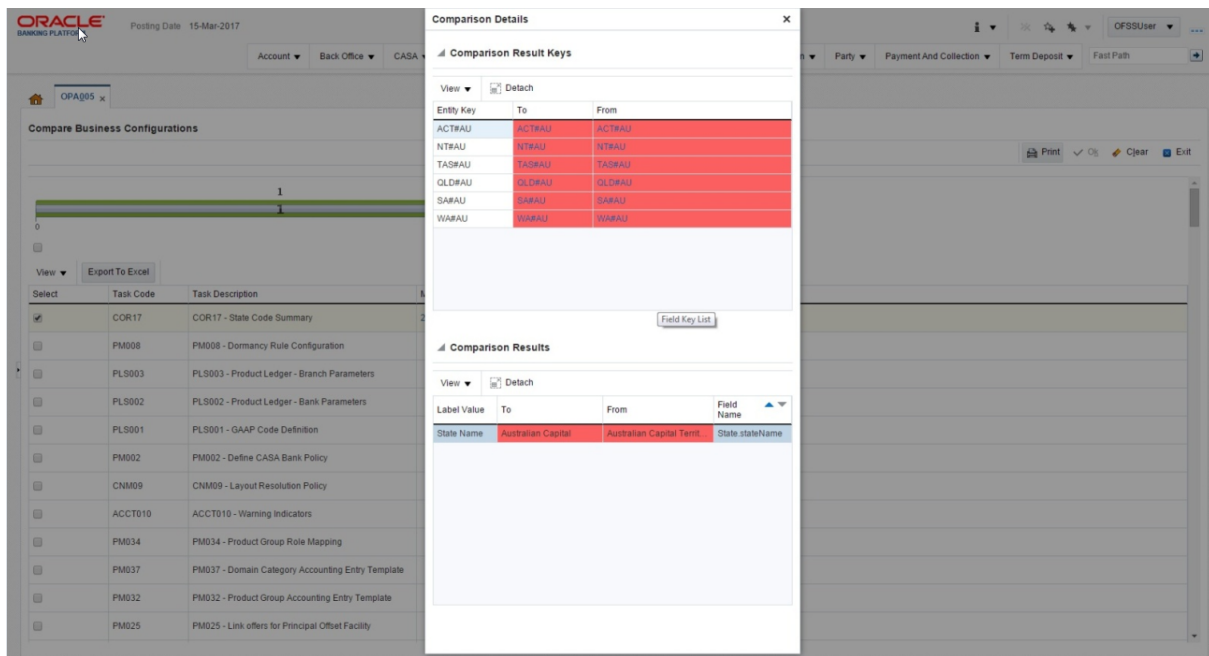 ORACLE
BANKING PLATFOR
Posting Date 15-Mar-2017
OFSSUser
Account Back Office CASA
Party Payment And Collection Term Deposit Fast Path
OPA005 x
Compare Business Configurations
Print Ok Clear Exit
1
1
0
View Export To Excel
Select Task Code Task Description
COR17 COR17 - State Code Summary
PM008 PM008 - Dormancy Rule Configuration
PLS003 PLS003 - Product Ledger - Branch Parameters
PLS002 PLS002 - Product Ledger - Bank Parameters
PLS001 PLS001 - GAAP Code Definition
PM002 PM002 - Define CASA Bank Policy
CNM09 CNM09 - Layout Resolution Policy
ACCT010 ACCT010 - Warning Indicators
PM034 PM034 - Product Group Role Mapping
PM037 PM037 - Domain Category Accounting Entry Template
PM032 PM032 - Product Group Accounting Entry Template
PM025 PM025 - Link offers for Principal Offset Facility
Comparison Details x
Comparison Result Keys
View Detach
Entity Key To From
ACT#AU ACT#AU ACT#AU
NT#AU NT#AU NT#AU
TAS#AU TAS#AU TAS#AU
QLD#AU QLD#AU QLD#AU
SA#AU SA#AU SA#AU
WA#AU WA#AU WA#AU
Field Key List
Comparison Results
View Detach
Label Value To From Field Name
State Name Australian Capital Australian Capital Territ... State.stateName